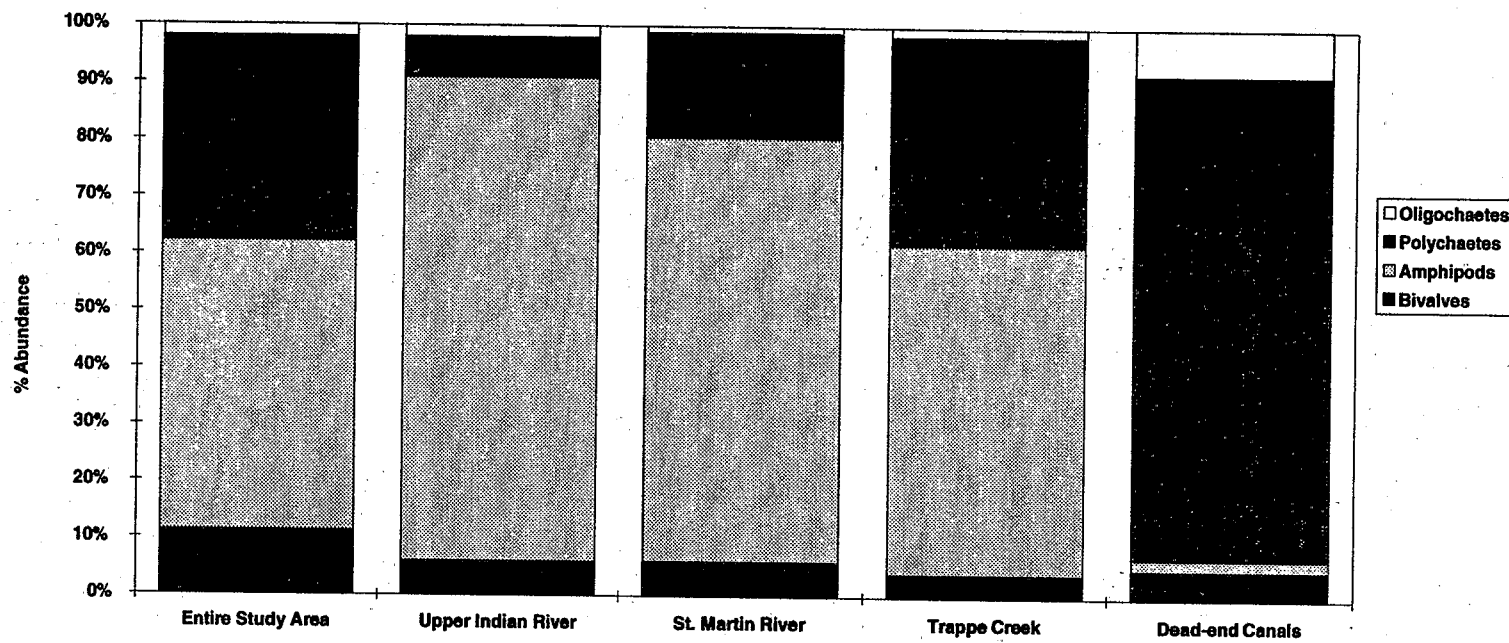 100%
90%
80%
70%
60%
50%
40%
30%
20%
10%
0%
% Abundance
Entire Study Area
Upper Indian River
St. Martin River
Trappe Creek
Dead-end Canals
Oligochaetes
Polychaetes
Amphipods
Bivalves